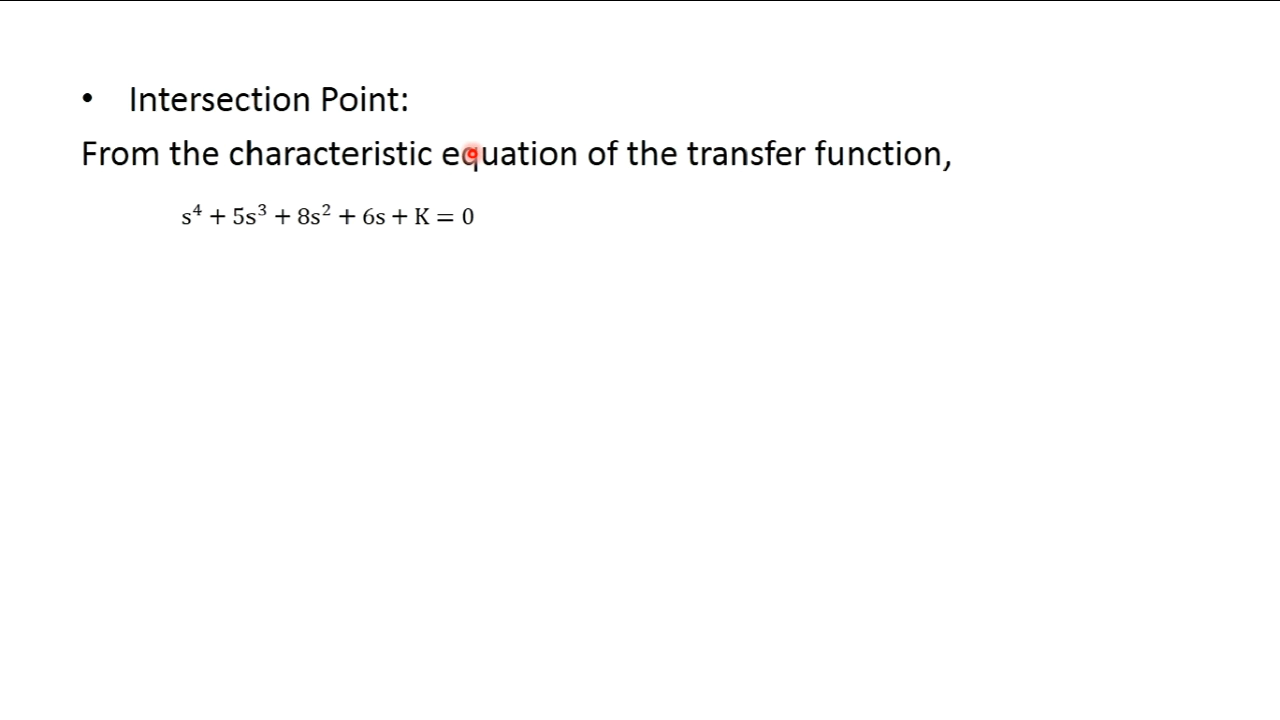 • Intersection Point:
From the characteristic equation of the transfer function,
s⁴ + 5s³ + 8s² + 6s + K = 0